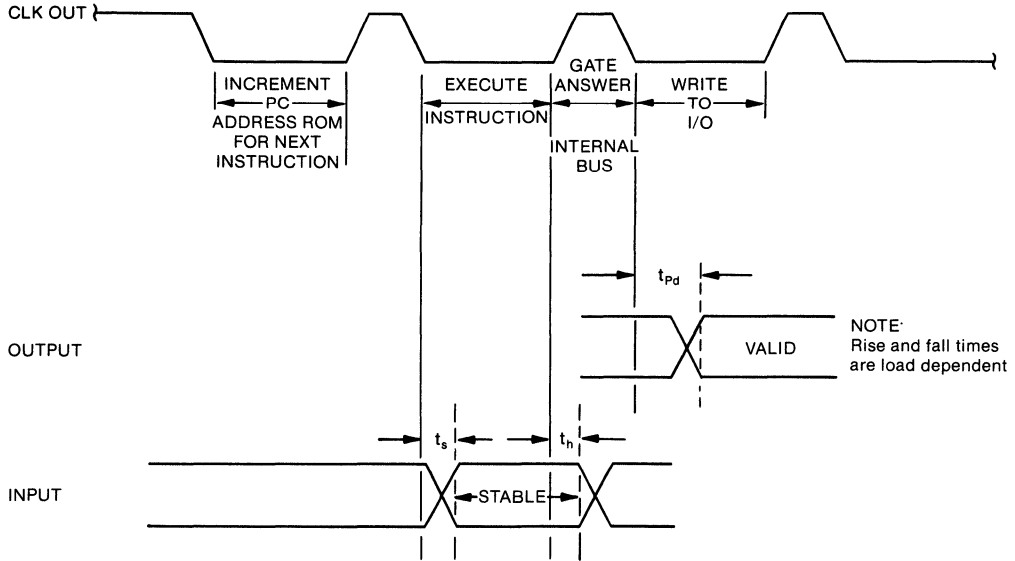 CLK OUT
INCREMENT
PC
ADDRESS ROM
FOR NEXT
INSTRUCTION
EXECUTE
INSTRUCTION
GATE
ANSWER
INTERNAL
BUS
WRITE
TO
I/O
tPd
OUTPUT
VALID
NOTE·
Rise and fall times
are load dependent
ts
th
INPUT
STABLE